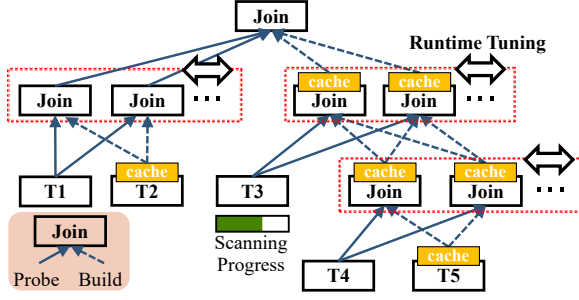 Join
Runtime Tuning
cache
cache
Join
Join
...
Join
Join
...
cache
cache
cache
T1
T2
T3
Join
Join
...
Join
Probe
Build
Scanning
Progress
cache
T4
T5